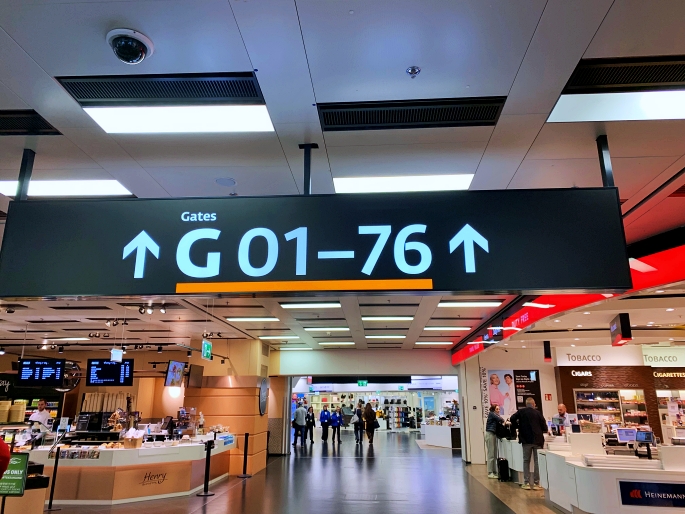 Gates
↑ G 01–76 ↑
TOBACCO
TOBACCO
CIGARS
CIGARETTES
Henry
HEINEMANN